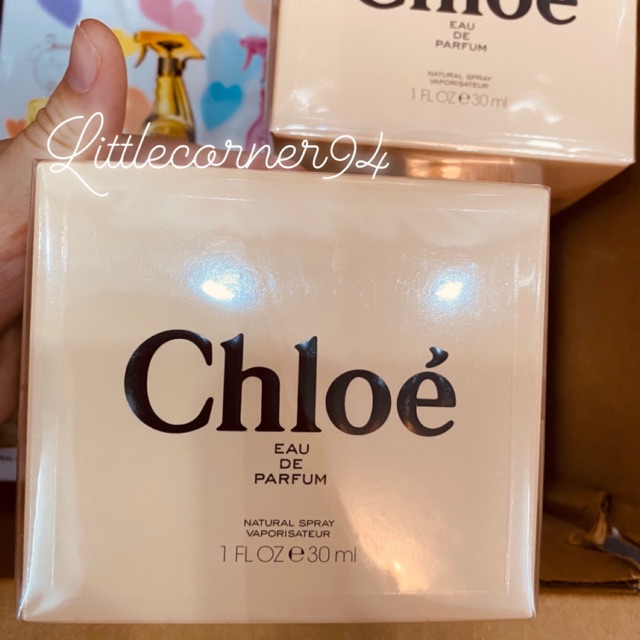 Chloé
EAU
DE
PARFUM
NATURAL SPRAY
VAPORISATEUR
1 FL OZ e 30 ml
Littlecorner94
Chloé
EAU
DE
PARFUM
NATURAL SPRAY
VAPORISATEUR
1 FL OZ e 30 ml